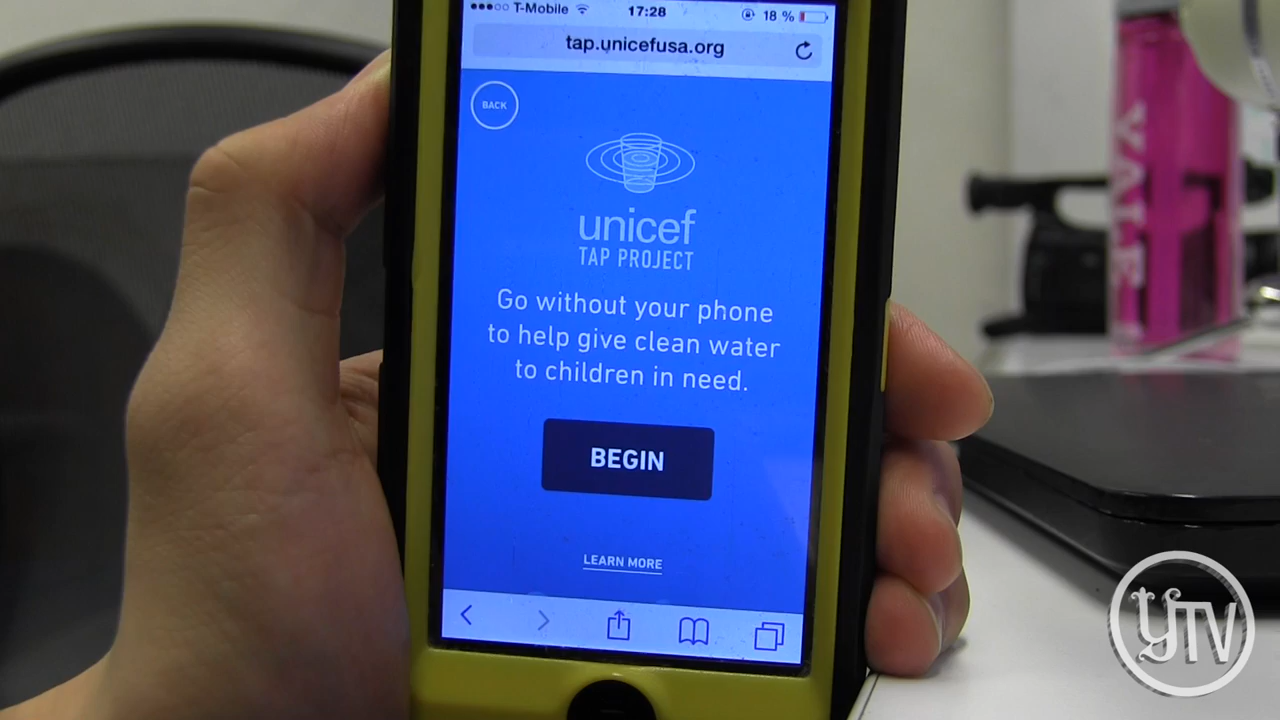 T-Mobile 17:28 18 %
tap.unicefusa.org
BACK
unicef
TAP PROJECT
Go without your phone
to help give clean water
to children in need.
BEGIN
LEARN MORE
YALE
YTV